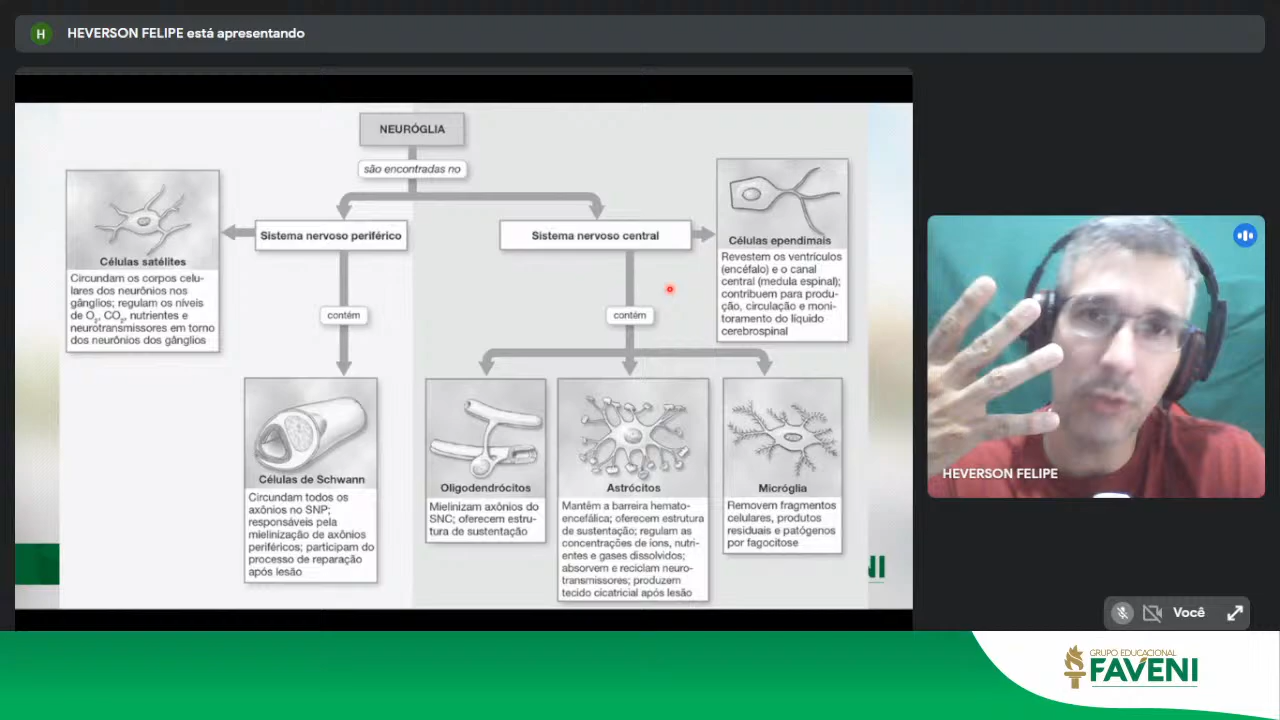 H
HEVERSON FELIPE está apresentando
NEURÓGLIA
são encontradas no
Sistema nervoso periférico
Sistema nervoso central
Células satélites
Circundam os corpos celu-
lares dos neurônios nos
gânglios; regulam os níveis
de O2, CO2, nutrientes e
neurotransmissores em torno
dos neurônios dos gânglios
Células ependimais
Revestem os ventrículos
(encéfalo) e o canal
central (medula espinal);
contribuem para produ-
ção, circulação e moni-
toramento do líquido
cerebrospinal
contém
contém
Células de Schwann
Circundam todos os
axônios no SNP;
responsáveis pela
mielinização de axônios
periféricos; participam do
processo de reparação
após lesão
Oligodendrócitos
Mielinizam axônios do
SNC; oferecem estru-
tura de sustentação
Astrócitos
Mantêm a barreira hemato-
encefálica; oferecem estrutura
de sustentação; regulam as
concentrações de íons, nutri-
entes e gases dissolvidos;
absorvem e reciclam neuro-
transmissores; produzem
tecido cicatricial após lesão
Micróglia
Removem fragmentos
celulares, produtos
residuais e patógenos
por fagocitose
NI
HEVERSON FELIPE
Você
GRUPO EDUCACIONAL
FAVENI